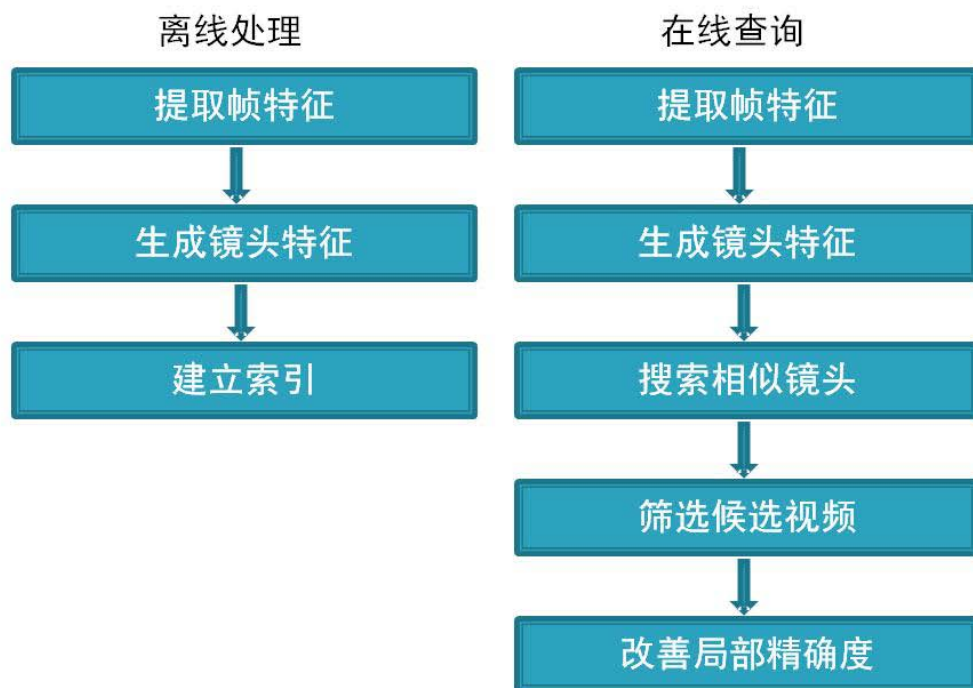 离线处理
提取帧特征
生成镜头特征
建立索引
在线查询
提取帧特征
生成镜头特征
搜索相似镜头
筛选候选视频
改善局部精确度